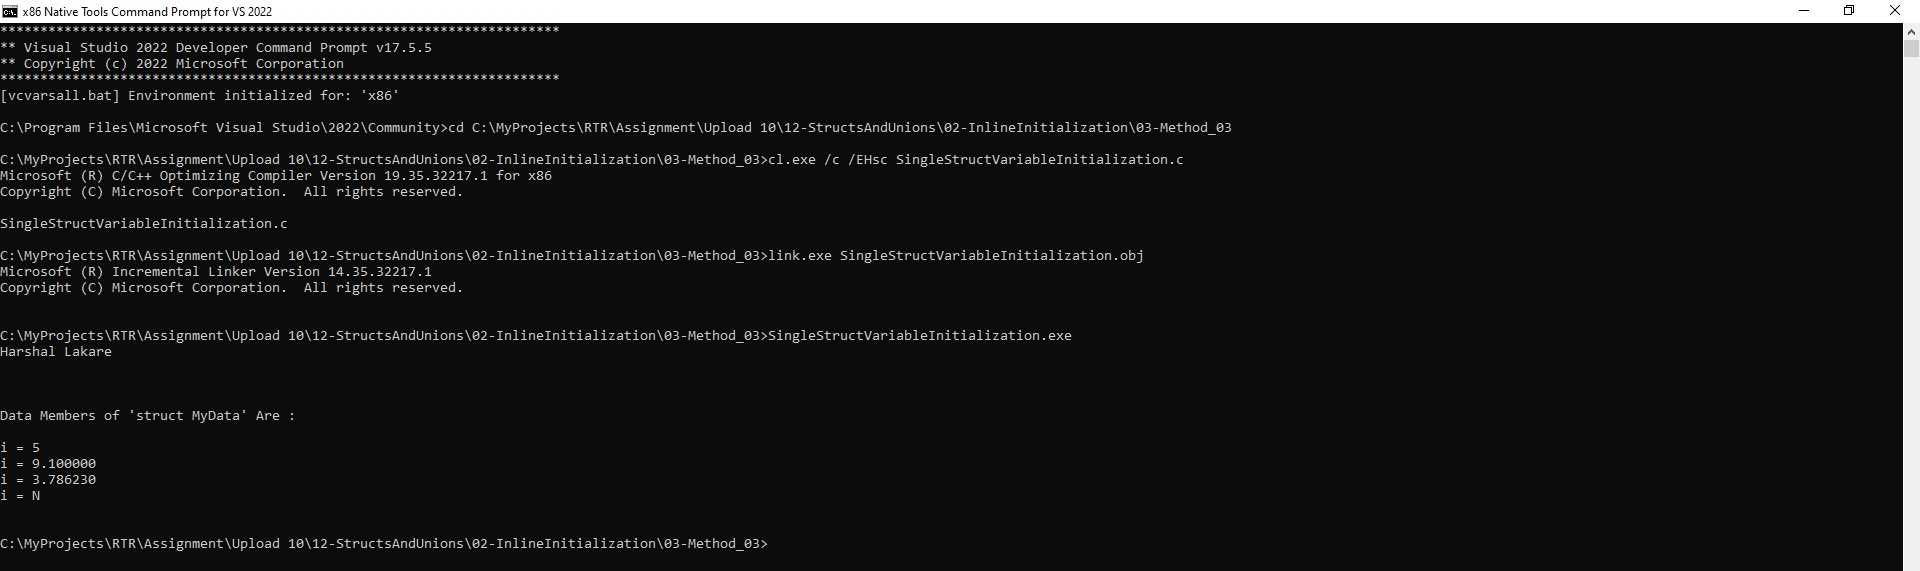 x86 Native Tools Command Prompt for VS 2022
**********************************************************************
** Visual Studio 2022 Developer Command Prompt v17.5.5
** Copyright (c) 2022 Microsoft Corporation
**********************************************************************
[vcvarsall.bat] Environment initialized for: 'x86'
C:\Program Files\Microsoft Visual Studio\2022\Community>cd C:\MyProjects\RTR\Assignment\Upload 10\12-StructsAndUnions\02-InlineInitialization\03-Method_03
C:\MyProjects\RTR\Assignment\Upload 10\12-StructsAndUnions\02-InlineInitialization\03-Method_03>cl.exe /c /EHsc SingleStructVariableInitialization.c
Microsoft (R) C/C++ Optimizing Compiler Version 19.35.32217.1 for x86
Copyright (C) Microsoft Corporation.  All rights reserved.
SingleStructVariableInitialization.c
C:\MyProjects\RTR\Assignment\Upload 10\12-StructsAndUnions\02-InlineInitialization\03-Method_03>link.exe SingleStructVariableInitialization.obj
Microsoft (R) Incremental Linker Version 14.35.32217.1
Copyright (C) Microsoft Corporation.  All rights reserved.
C:\MyProjects\RTR\Assignment\Upload 10\12-StructsAndUnions\02-InlineInitialization\03-Method_03>SingleStructVariableInitialization.exe
Harshal Lakare
Data Members of 'struct MyData' Are :
i = 5
i = 9.100000
i = 3.786230
i = N
C:\MyProjects\RTR\Assignment\Upload 10\12-StructsAndUnions\02-InlineInitialization\03-Method_03>